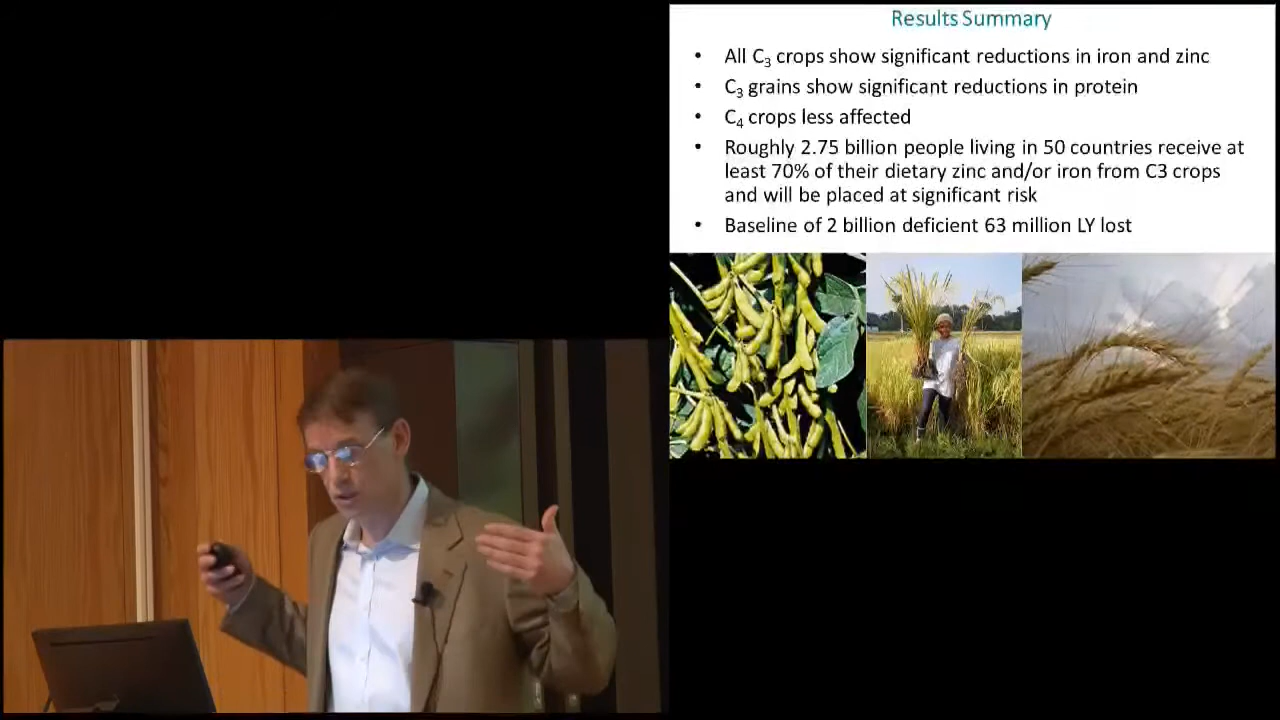 Results Summary
• All C₃ crops show significant reductions in iron and zinc
• C₃ grains show significant reductions in protein
• C₄ crops less affected
• Roughly 2.75 billion people living in 50 countries receive at
least 70% of their dietary zinc and/or iron from C3 crops
and will be placed at significant risk
• Baseline of 2 billion deficient 63 million LY lost